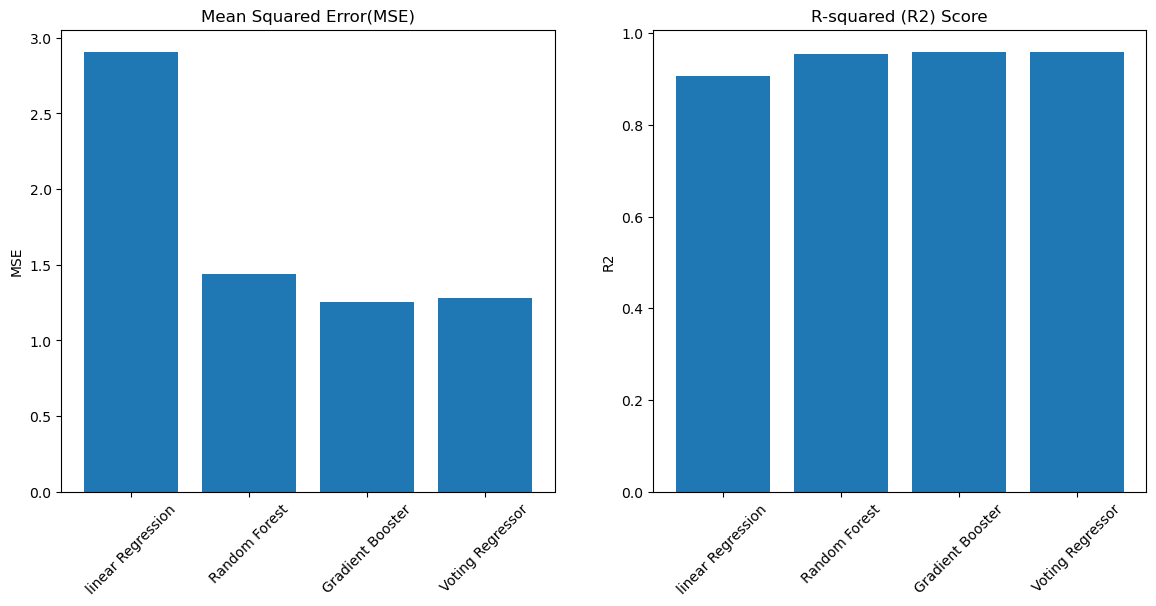 Mean Squared Error(MSE)
3.0
2.5
2.0
1.5
1.0
0.5
0.0
MSE
linear Regression
Random Forest
Gradient Booster
Voting Regressor
R-squared (R2) Score
1.0
0.8
0.6
0.4
0.2
0.0
R2
linear Regression
Random Forest
Gradient Booster
Voting Regressor